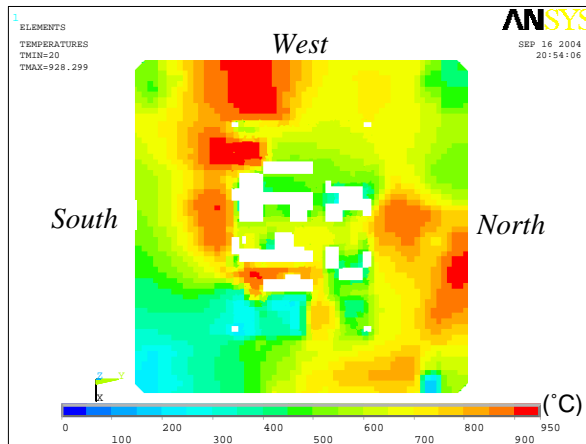 1
ELEMENTS
TEMPERATURES
TMIN=20
TMAX=928.299
ANSYS
SEP 16 2004
20:54:06
West
South
North
Z
Y
X
0 50 200 400 600 800 950
100 300 500 700 900
(°C)